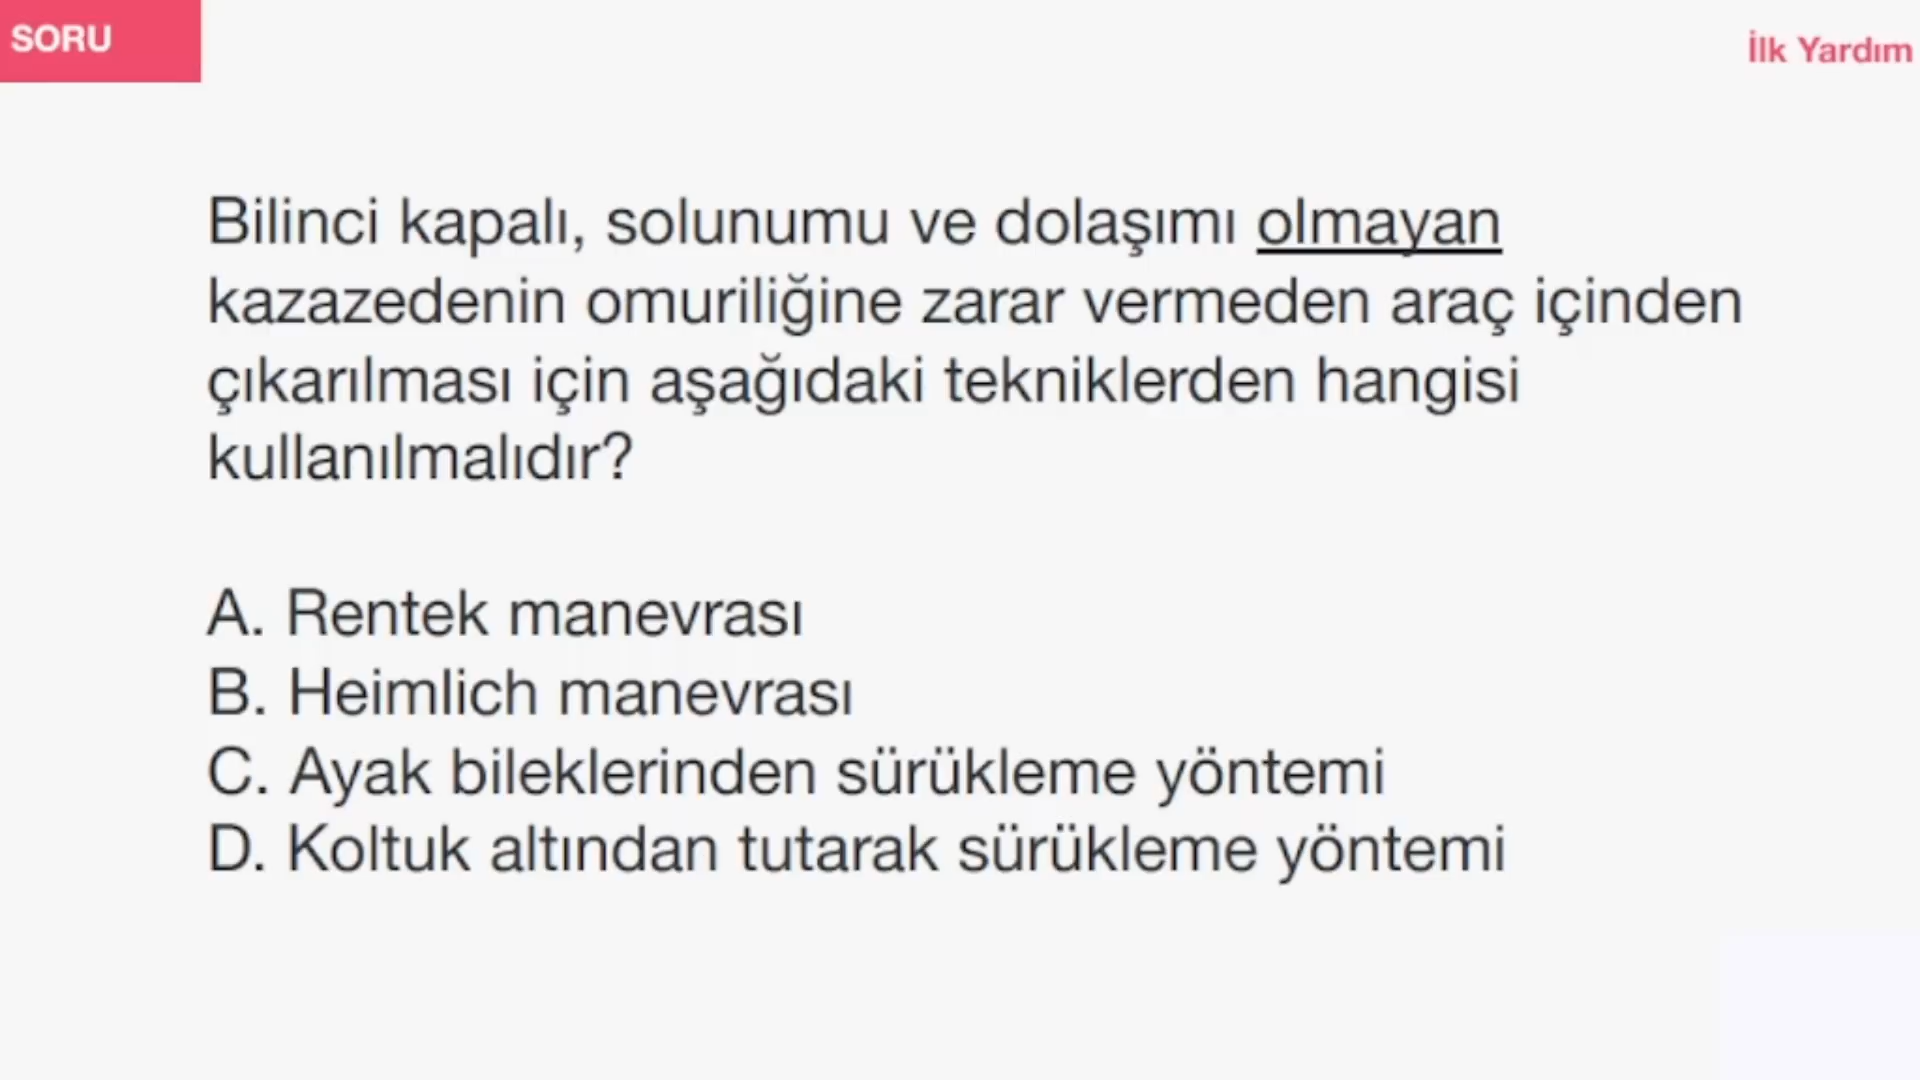 SORU
İlk Yardım
Bilinci kapalı, solunumu ve dolaşımı olmayan
kazazedenin omuriliğine zarar vermeden araç içinden
çıkarılması için aşağıdaki tekniklerden hangisi
kullanılmalıdır?
A. Rentek manevrası
B. Heimlich manevrası
C. Ayak bileklerinden sürükleme yöntemi
D. Koltuk altından tutarak sürükleme yöntemi